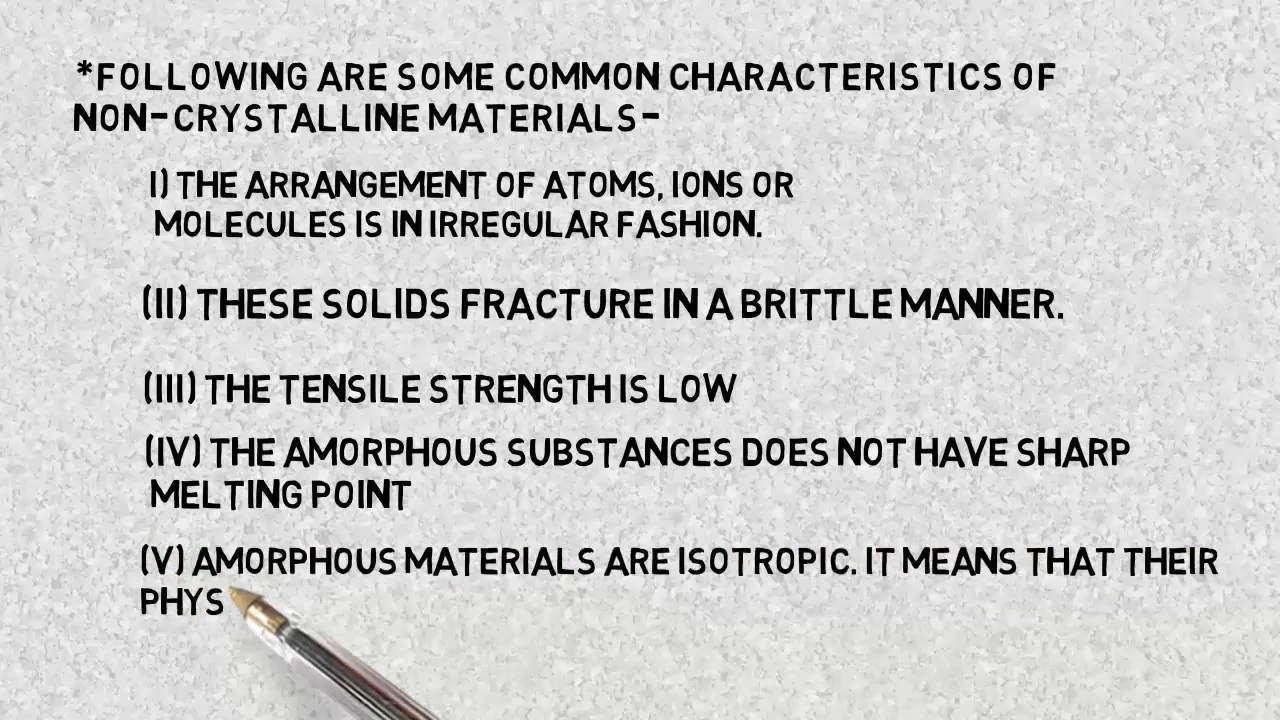 *FOLLOWING ARE SOME COMMON CHARACTERISTICS OF
NON-CRYSTALLINE MATERIALS-
I) THE ARRANGEMENT OF ATOMS, IONS OR
MOLECULES IS IN IRREGULAR FASHION.
(II) THESE SOLIDS FRACTURE IN A BRITTLE MANNER.
(III) THE TENSILE STRENGTH IS LOW
(IV) THE AMORPHOUS SUBSTANCES DOES NOT HAVE SHARP
MELTING POINT
(V) AMORPHOUS MATERIALS ARE ISOTROPIC. IT MEANS THAT THEIR
PHYS